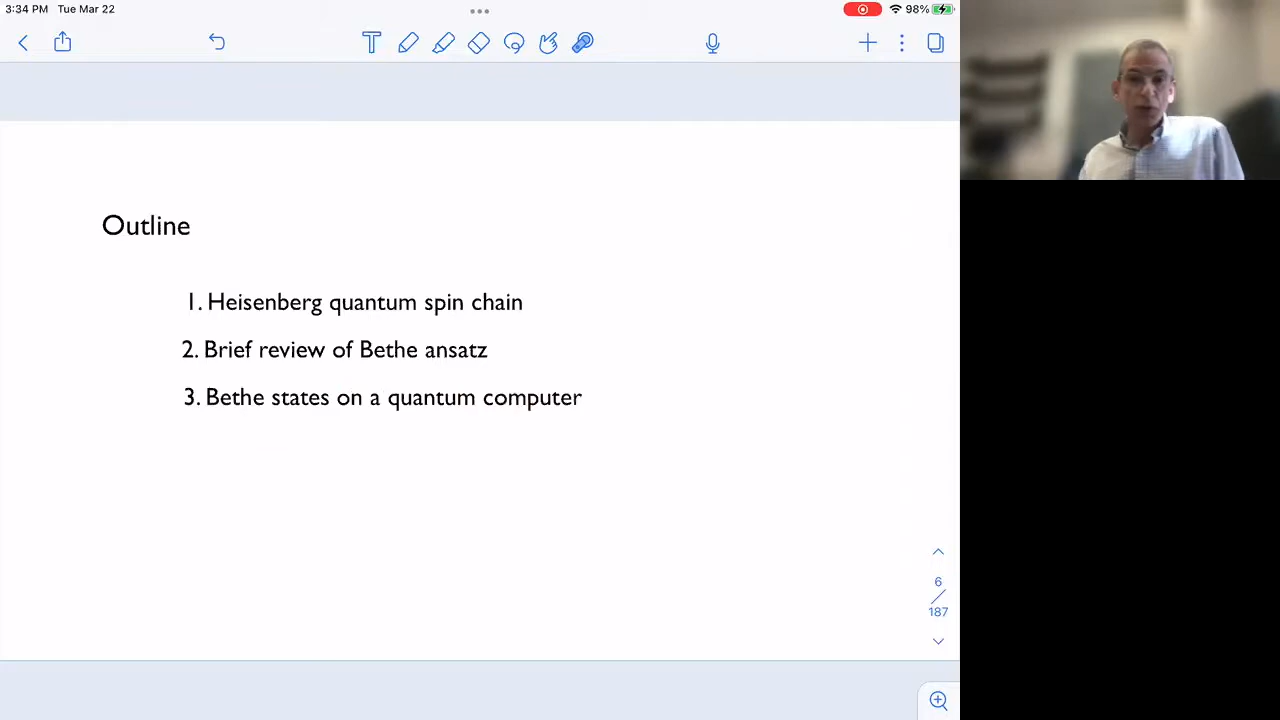 3:34 PM Tue Mar 22
98%
Outline
1. Heisenberg quantum spin chain
2. Brief review of Bethe ansatz
3. Bethe states on a quantum computer
6
187